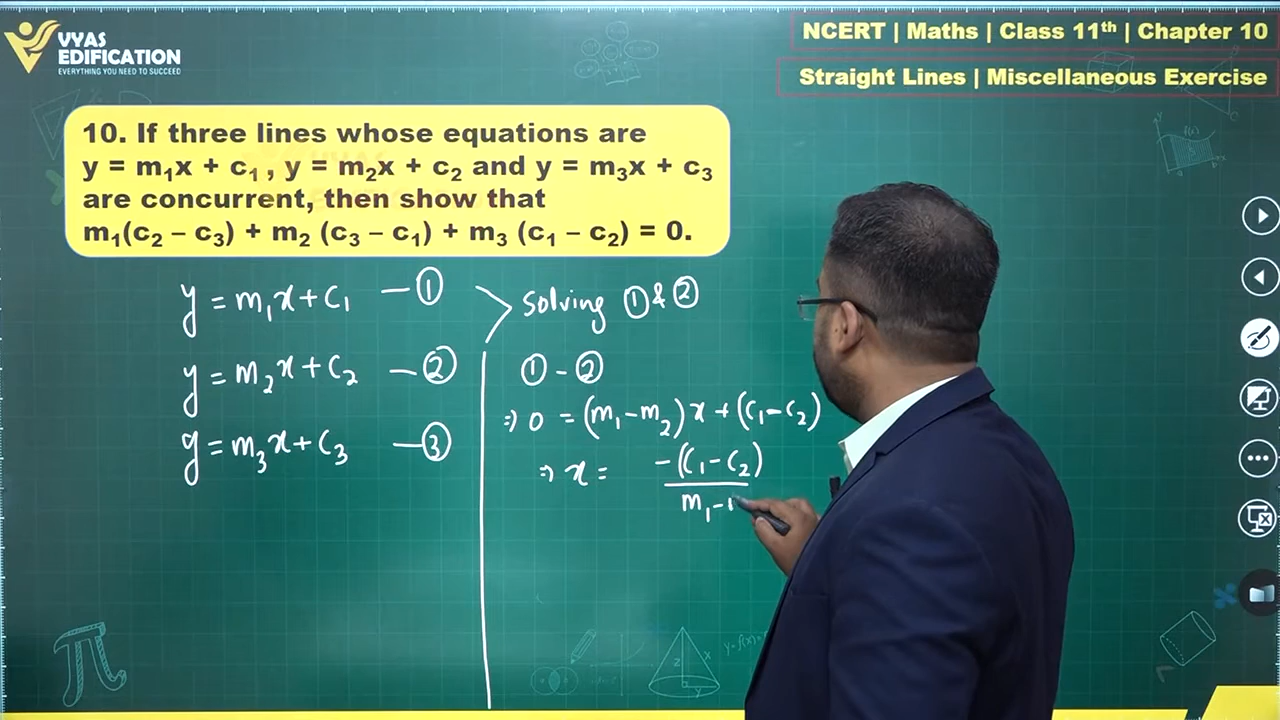 VYAS
EDIFICATION
EVERYTHING YOU NEED TO SUCCEED
NCERT | Maths | Class 11th | Chapter 10
Straight Lines | Miscellaneous Exercise
10. If three lines whose equations are
y = m₁x + c₁ , y = m₂x + c₂ and y = m₃x + c₃
are concurrent, then show that
m₁(c₂ – c₃) + m₂ (c₃ – c₁) + m₃ (c₁ – c₂) = 0.
y = m₁x + c₁ — ①
y = m₂x + c₂ — ②
y = m₃x + c₃ — ③
solving ① & ②
① - ②
⇒ 0 = (m₁ - m₂) x + (c₁ - c₂)
⇒ x = -(c₁ - c₂)
m₁ -